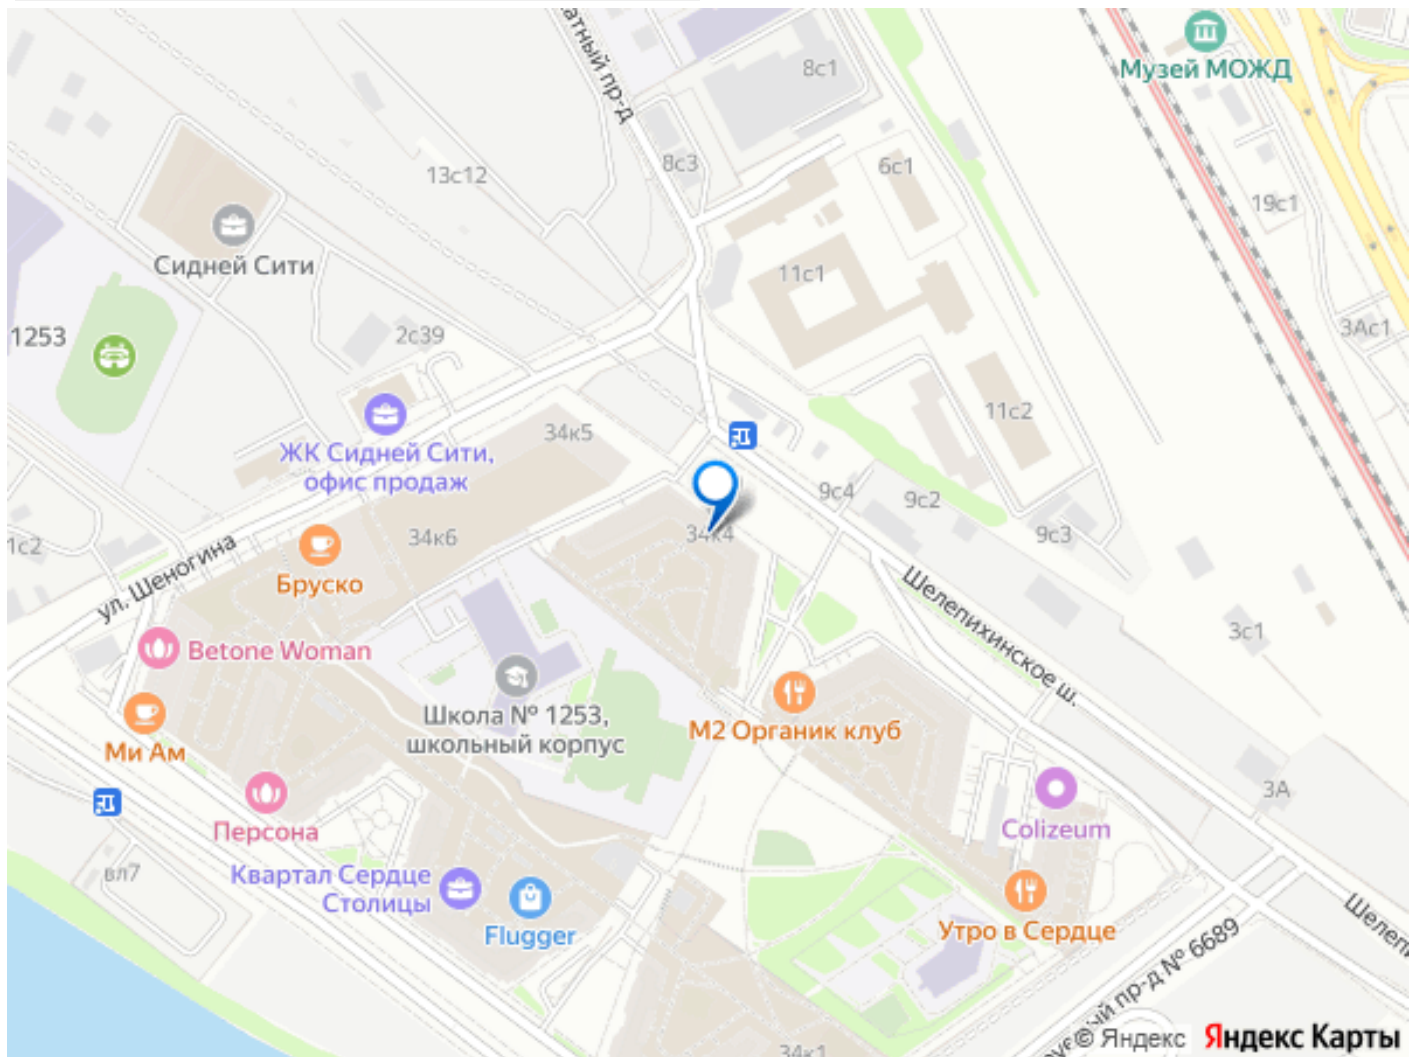 Музей МОЖД
8с1
8с3
6с1
13с12
19с1
Сидней Сити
11с1
1253
2с39
3Ас1
11с2
34к5
ЖК Сидней Сити,
офис продаж
9с4
9с2
9с3
34к4
34к6
1с2
ул. Шеногина
Бруско
Шелепихинское ш.
3с1
Betone Woman
Школа № 1253,
школьный корпус
М2 Органик клуб
Ми Ам
3А
Персона
Colizeum
вл7
Квартал Сердце
Столицы
Flugger
Утро в Сердце
пр-д № 6689
34к1
© Яндекс
Яндекс Карты